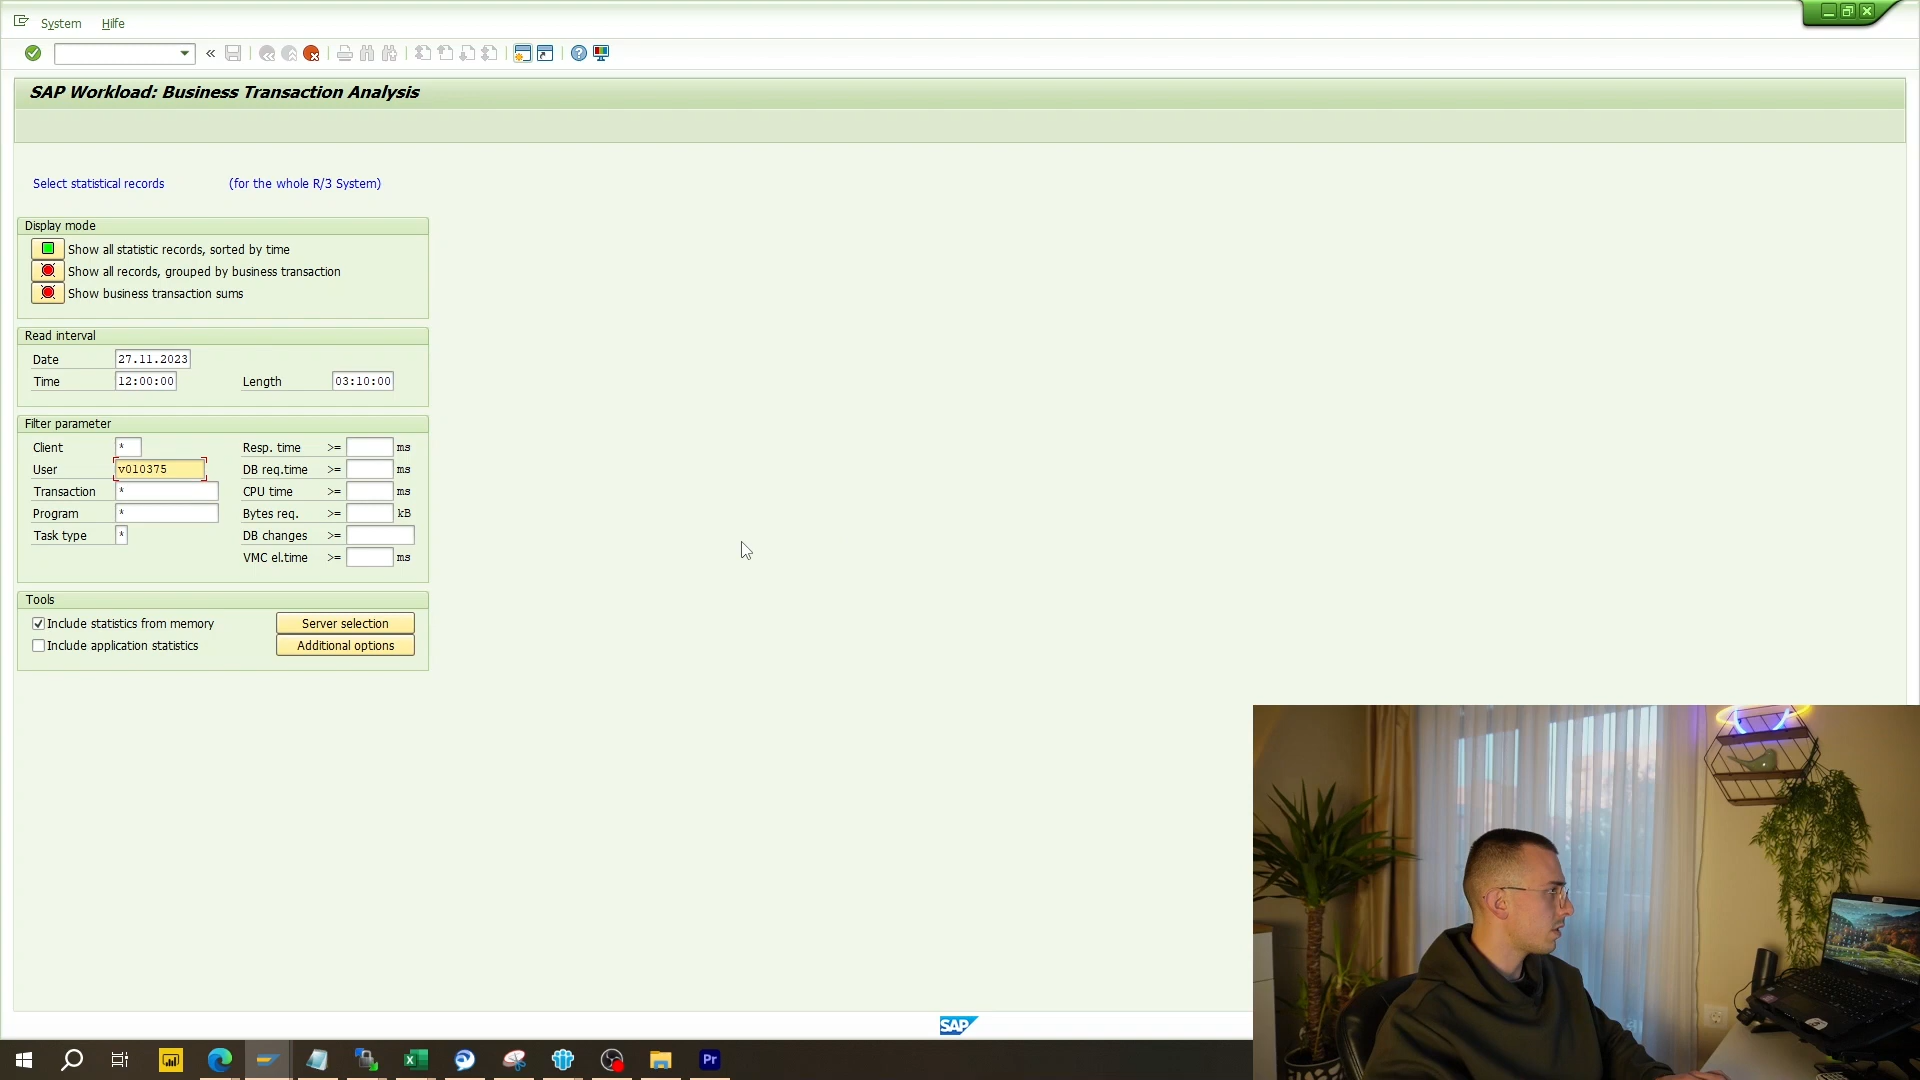 System Hilfe
SAP Workload: Business Transaction Analysis
Select statistical records (for the whole R/3 System)
Display mode
Show all statistic records, sorted by time
Show all records, grouped by business transaction
Show business transaction sums
Read interval
Date 27.11.2023
Time 12:00:00 Length 03:10:00
Filter parameter
Client * Resp. time >= ms
User v010375 DB req.time >= ms
Transaction * CPU time >= ms
Program * Bytes req. >= kB
Task type * DB changes >=
VMC el.time >= ms
Tools
Include statistics from memory Server selection
Include application statistics Additional options
SAP
Pr